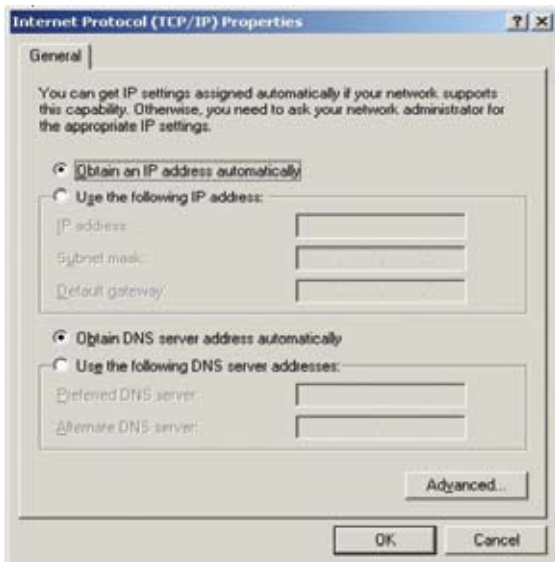 Internet Protocol (TCP/IP) Properties
General
You can get IP settings assigned automatically if your network supports
this capability. Otherwise, you need to ask your network administrator for
the appropriate IP settings.
Obtain an IP address automatically
Use the following IP address:
IP address:
Subnet mask:
Default gateway:
Obtain DNS server address automatically
Use the following DNS server addresses:
Preferred DNS server:
Alternate DNS server:
Advanced...
OK Cancel